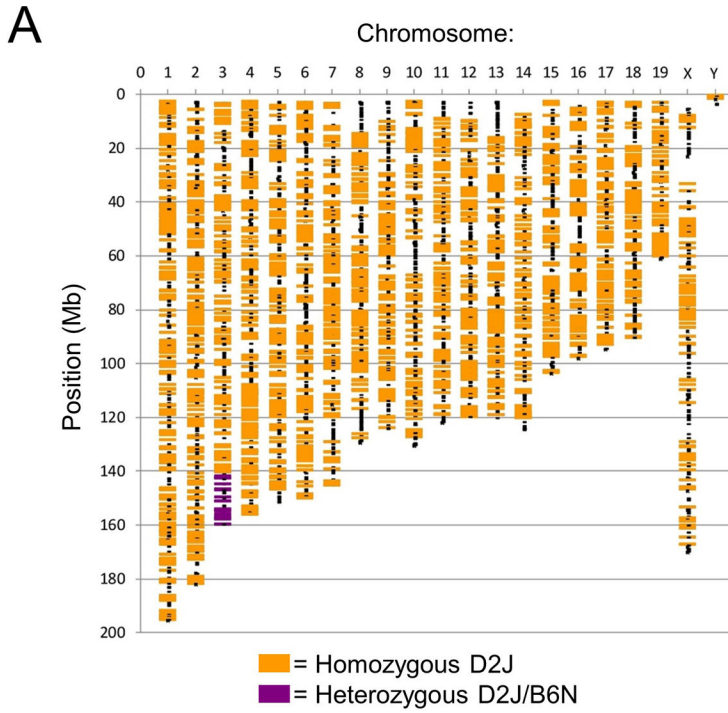 A
Chromosome:
0 1 2 3 4 5 6 7 8 9 10 11 12 13 14 15 16 17 18 19 X Y
0
20
40
60
80
100
120
140
160
180
200
Position (Mb)
= Homozygous D2J
= Heterozygous D2J/B6N